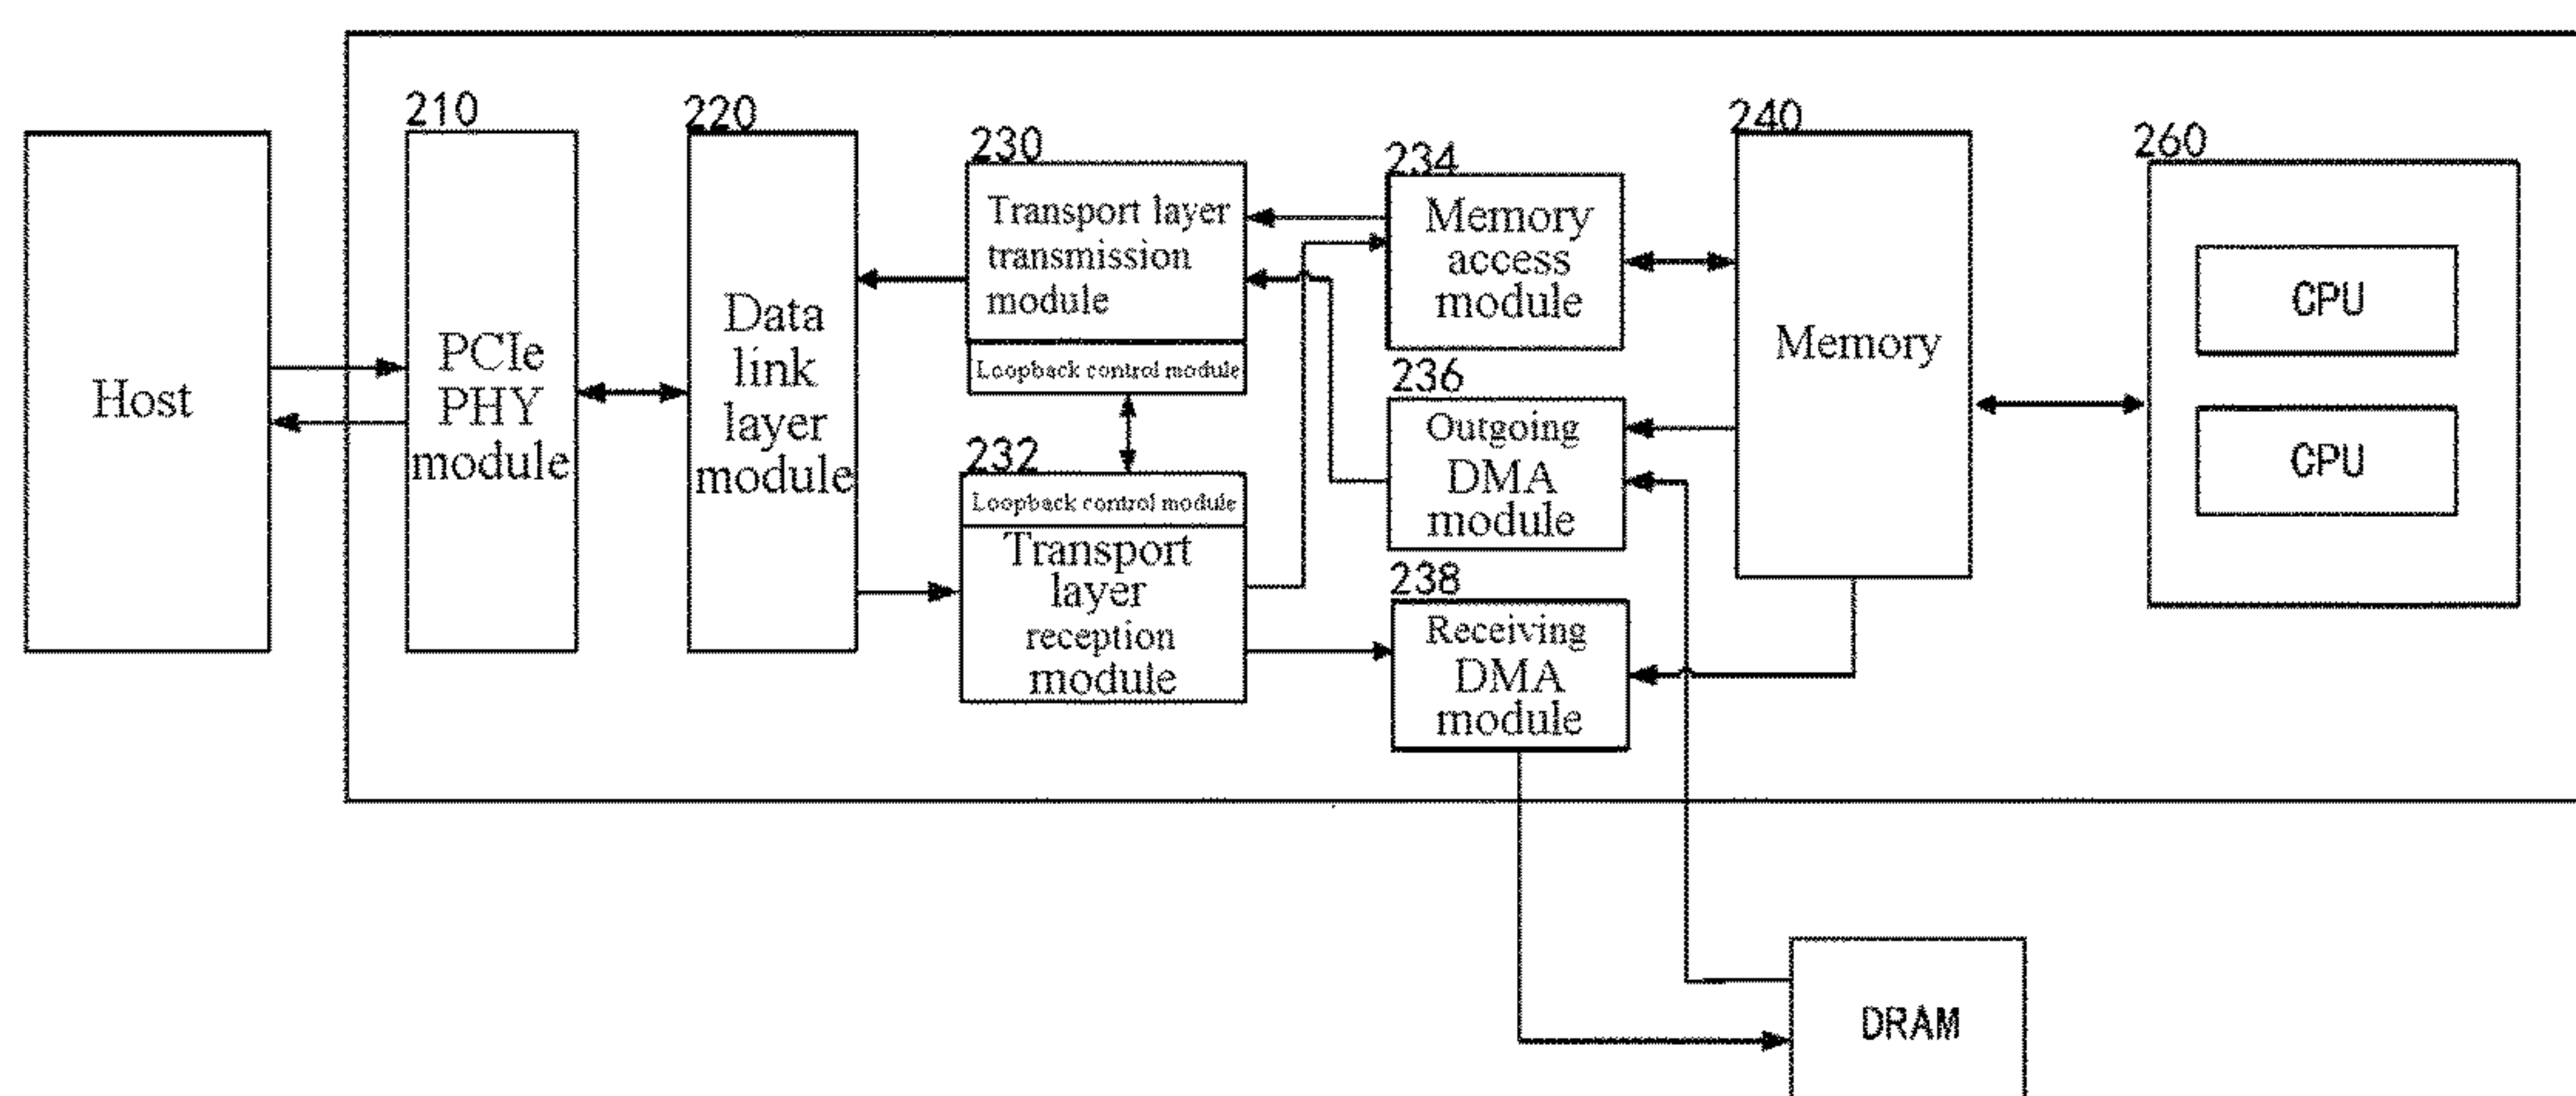 210
220
230
234
240
260
Host
PCIe
PHY
module
Data
link
layer
module
Transport layer
transmission
module
Loopback control module
232
Loopback control module
Transport
layer
reception
module
Memory
access
module
236
Outgoing
DMA
module
238
Receiving
DMA
module
Memory
CPU
CPU
DRAM